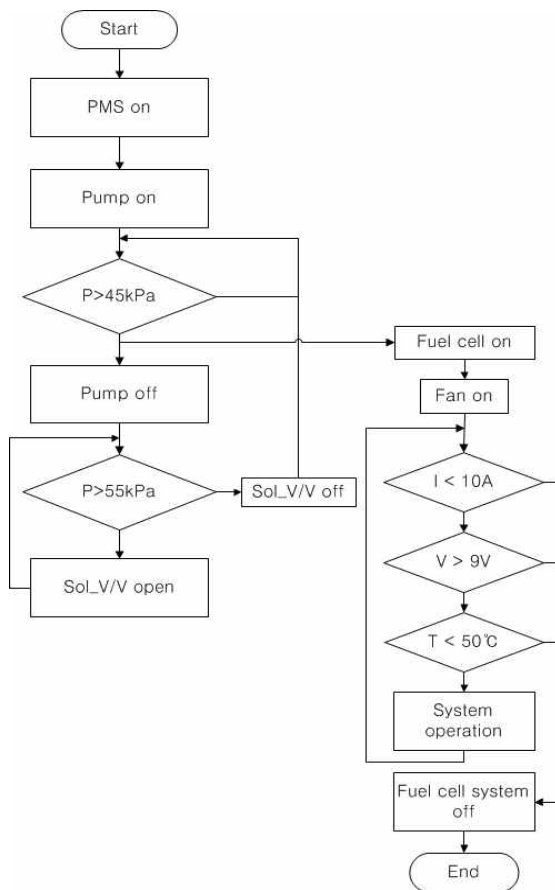 Start
PMS on
Pump on
P>45kPa
Pump off
P>55kPa
Sol_V/V off
Sol_V/V open
Fuel cell on
Fan on
I < 10A
V > 9V
T < 50℃
System
operation
Fuel cell system
off
End